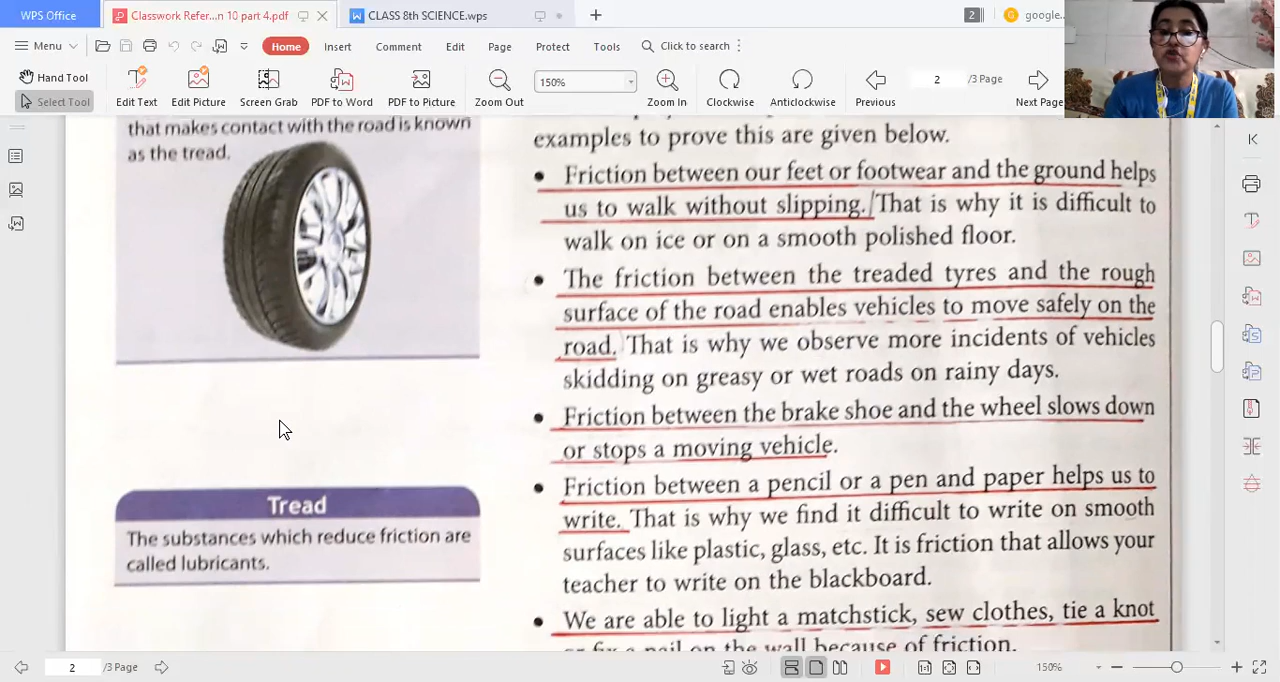 WPS Office
Classwork Refer...n 10 part 4.pdf
CLASS 8th SCIENCE.wps
2
google..
Menu
Home
Insert
Comment
Edit
Page
Protect
Tools
Click to search
Hand Tool
Select Tool
Edit Text
Edit Picture
Screen Grab
PDF to Word
PDF to Picture
Zoom Out
150%
Zoom In
Clockwise
Anticlockwise
Previous
2
/3 Page
Next Page
that makes contact with the road is known
as the tread.
Tread
The substances which reduce friction are
called lubricants.
examples to prove this are given below.
• Friction between our feet or footwear and the ground helps
us to walk without slipping. That is why it is difficult to
walk on ice or on a smooth polished floor.
• The friction between the treaded tyres and the rough
surface of the road enables vehicles to move safely on the
road. That is why we observe more incidents of vehicles
skidding on greasy or wet roads on rainy days.
• Friction between the brake shoe and the wheel slows down
or stops a moving vehicle.
• Friction between a pencil or a pen and paper helps us to
write. That is why we find it difficult to write on smooth
surfaces like plastic, glass, etc. It is friction that allows your
teacher to write on the blackboard.
• We are able to light a matchstick, sew clothes, tie a knot
or fix a nail on the wall because of friction.
2
/3 Page
150%